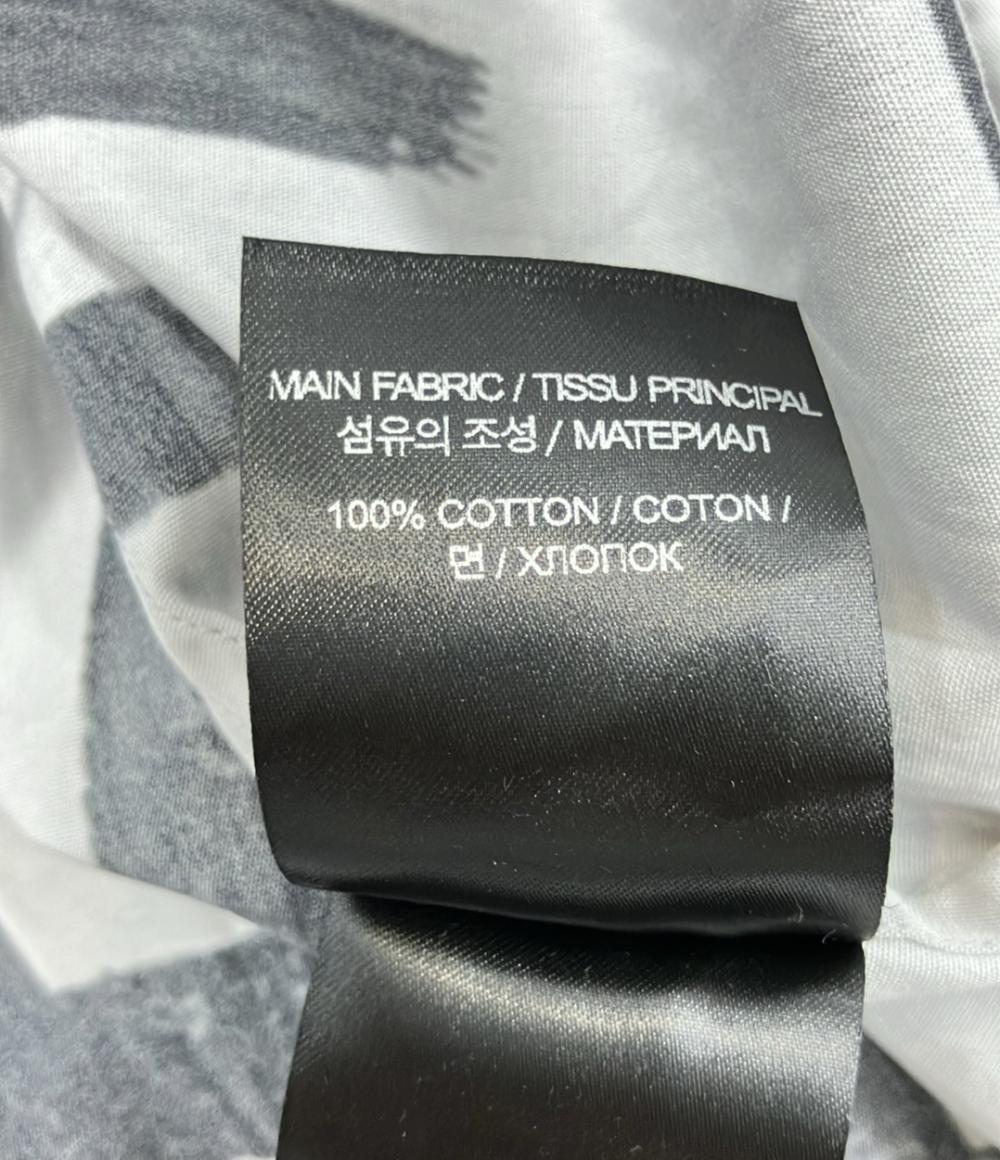 MAIN FABRIC / TISSU PRINCIPAL
섬유의 조성 / МАТЕРИАЛ
100% COTTON / COTON /
면 / ХЛОПОК